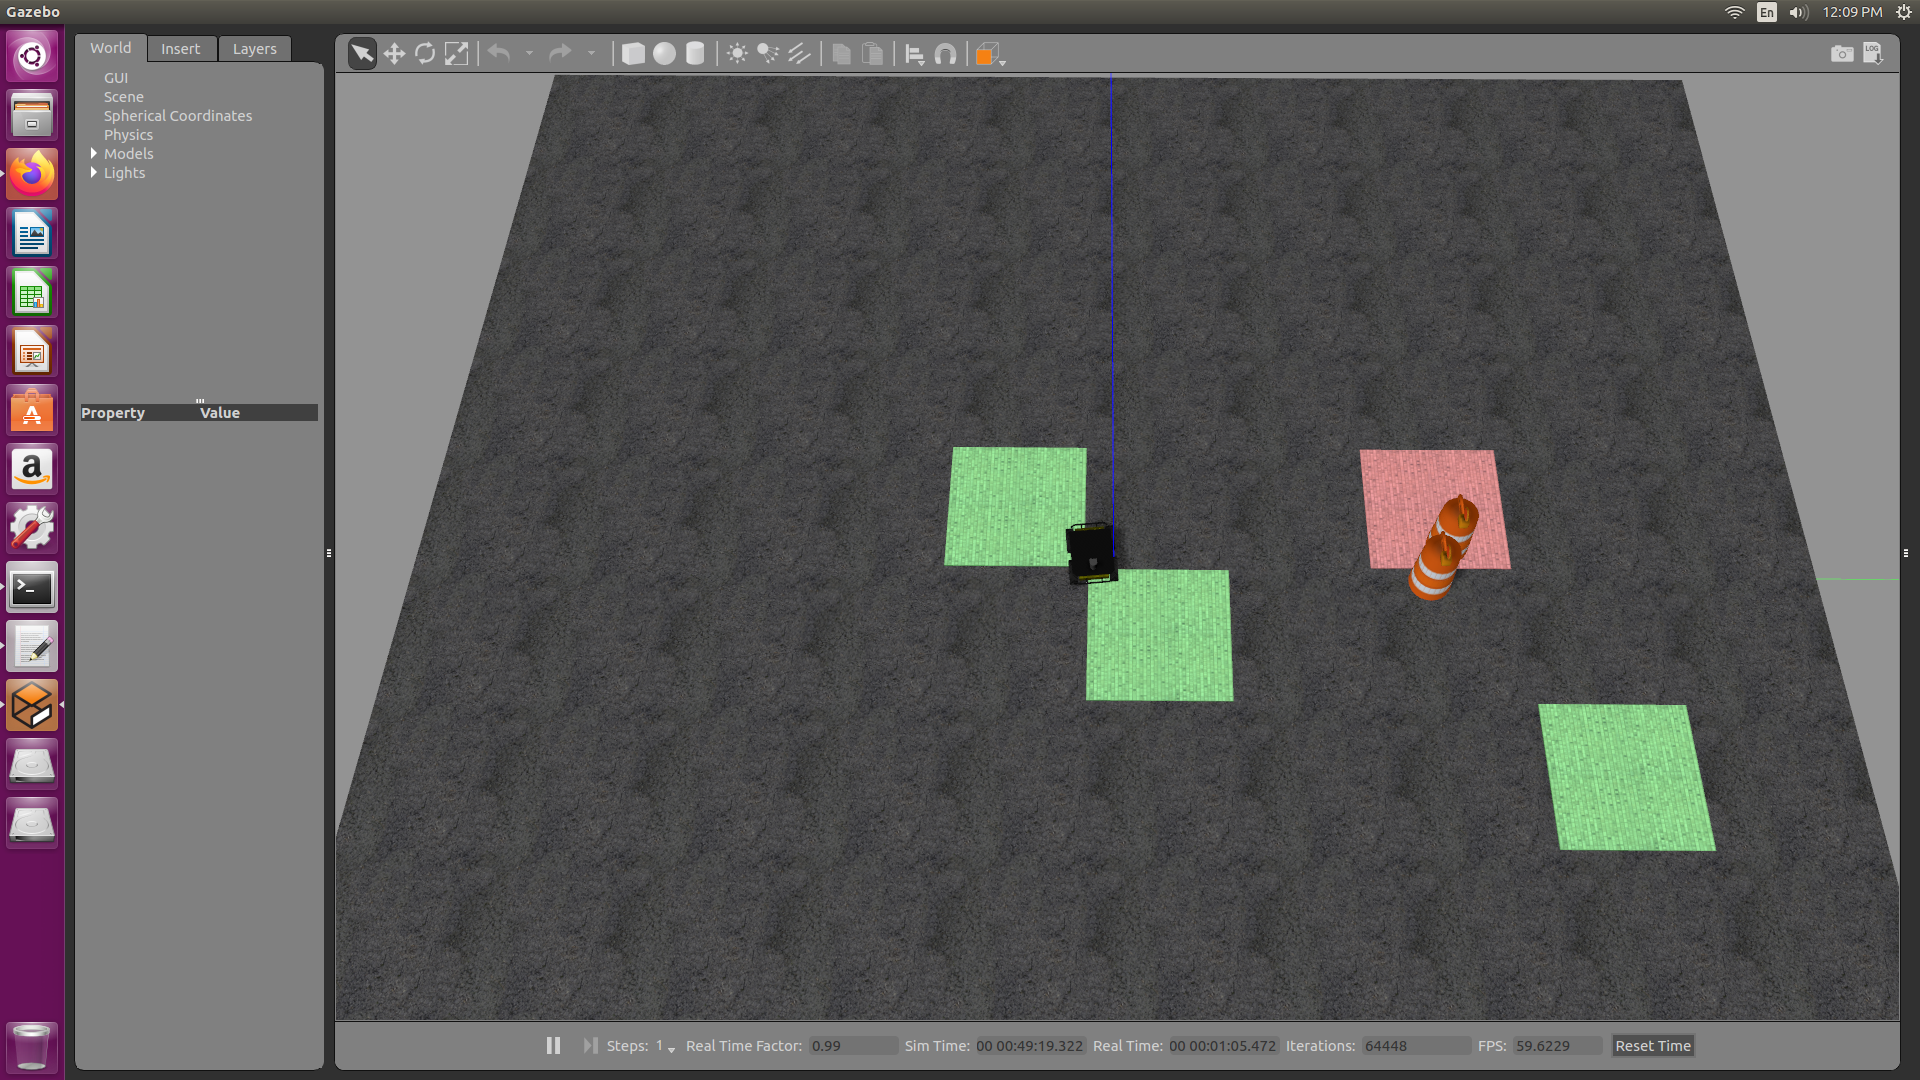 Gazebo
En
12:09 PM
World Insert Layers
LOG
GUI
Scene
Spherical Coordinates
Physics
Models
Lights
Property Value
a
A
>_
Steps: 1 Real Time Factor: 0.99 Sim Time: 00 00:49:19.322 Real Time: 00 00:01:05.472 Iterations: 64448 FPS: 59.6229 Reset Time